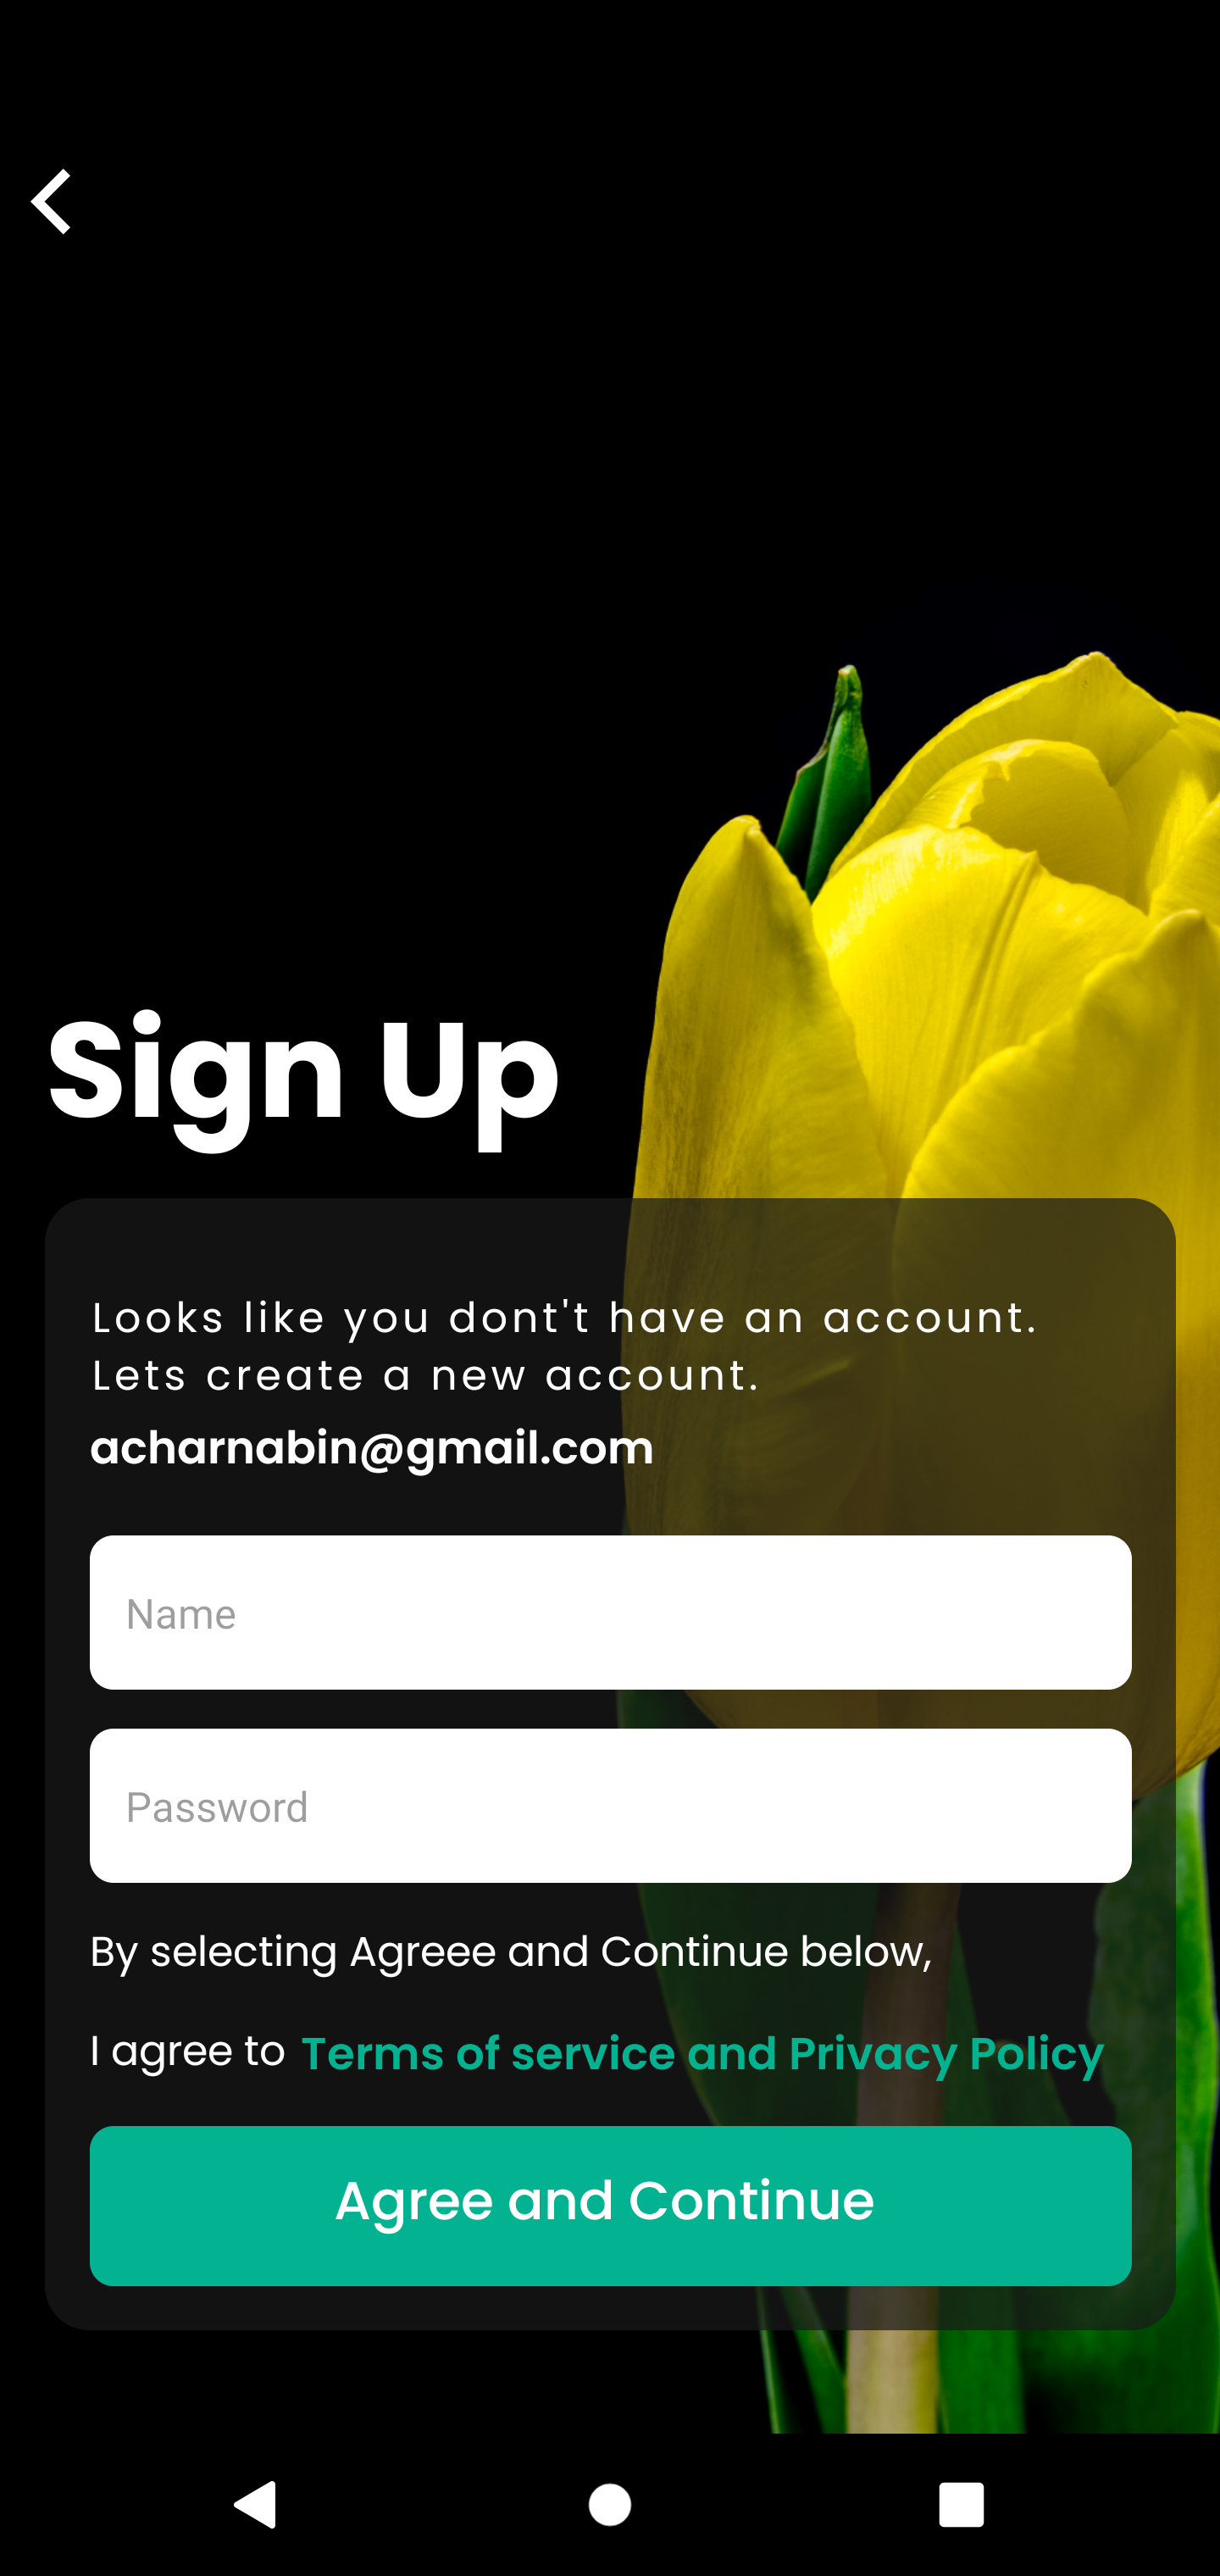 Sign Up
Looks like you dont't have an account.
Lets create a new account.
acharnabin@gmail.com
Name
Password
By selecting Agreee and Continue below,
I agree to Terms of service and Privacy Policy
Agree and Continue